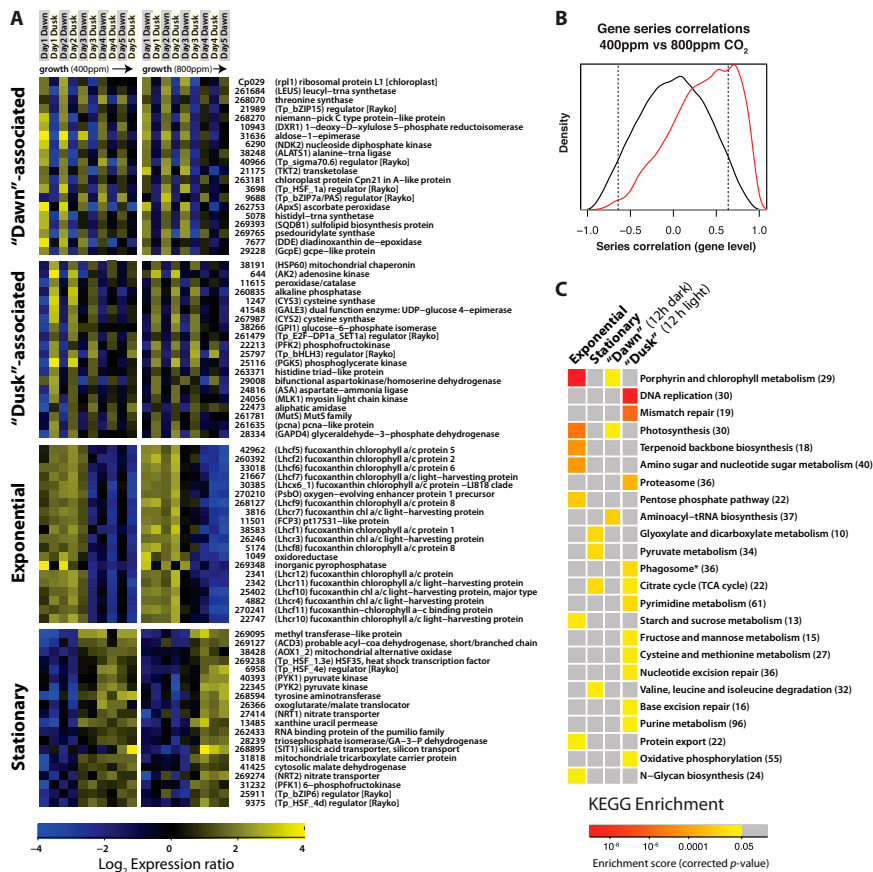 A
Day1 Dawn
Day1 Dusk
Day2 Dawn
Day2 Dusk
Day3 Dawn
Day3 Dusk
Day4 Dawn
Day4 Dusk
Day5 Dawn
Day5 Dusk
Day1 Dawn
Day1 Dusk
Day2 Dawn
Day2 Dusk
Day3 Dawn
Day3 Dusk
Day4 Dawn
Day4 Dusk
Day5 Dawn
growth (400ppm)
growth (800ppm)
"Dawn"-associated
Cp029 (rpl1) ribosomal protein L1 [chloroplast]
261684 (LEUS) leucyl−trna synthetase
268070 threonine synthase
21989 (Tp_bZIP15) regulator [Rayko]
268270 niemann−pick C type protein−like protein
10943 (DXR1) 1−deoxy−D−xylulose 5−phosphate reductoisomerase
31636 aldose−1−epimerase
6290 (NDK2) nucleoside diphosphate kinase
38248 (ALATS1) alanine−trna ligase
40966 (Tp_sigma70.6) regulator [Rayko]
21175 (TKT2) transketolase
263181 chloroplast protein Cpn21 in A−like protein
3698 (Tp_HSF_1a) regulator [Rayko]
9688 (Tp_bZIP7a/PAS) regulator [Rayko]
262753 (ApxS) ascorbate peroxidase
5078 histidyl−trna synthetase
269393 (SQDB1) sulfolipid biosynthesis protein
269765 pseudouridylate synthase
7677 (DDE) diadinoxanthin de−epoxidase
29228 (GcpE) gcpe−like protein
"Dusk"-associated
38191 (HSP60) mitochondrial chaperonin
644 (AK2) adenosine kinase
11615 peroxidase/catalase
260835 alkaline phosphatase
1247 (CYS3) cysteine synthase
41548 (GALE3) dual function enzyme: UDP−glucose 4−epimerase
267987 (CYS2) cysteine synthase
38266 (GPI1) glucose−6−phosphate isomerase
261479 (Tp_E2F−DP1a_SET1a) regulator [Rayko]
22213 (PFK2) phosphofructokinase
25797 (Tp_bHLH3) regulator [Rayko]
25116 (PGK5) phosphoglycerate kinase
263371 histidine triad−like protein
29008 bifunctional aspartokinase/homoserine dehydrogenase
24816 (ASA) aspartate−ammonia ligase
24056 (MLK1) myosin light chain kinase
22473 aliphatic amidase
261781 (MutS) MutS family
261635 (pcna) pcna−like protein
28334 (GAPD4) glyceraldehyde−3−phosphate dehydrogenase
Exponential
42962 (Lhcf5) fucoxanthin chlorophyll a/c protein 5
260392 (Lhcf2) fucoxanthin chlorophyll a/c protein 2
33018 (Lhcf6) fucoxanthin chlorophyll a/c protein 6
21667 (Lhcf7) fucoxanthin chlorophyll a/c light−harvesting protein
30385 (Lhcx6_1) fucoxanthin chlorophyll a/c protein −LI818 clade
270210 (PsbO) oxygen−evolving enhancer protein 1 precursor
268127 (Lhcf9) fucoxanthin chlorophyll a/c protein 8
3816 (Lhcr7) fucoxanthin chl a/c light−harvesting protein
11501 (FCP3) pt17531−like protein
38583 (Lhcf1) fucoxanthin chlorophyll a/c protein 1
26246 (Lhcr3) fucoxanthin chl a/c light−harvesting protein
5174 (Lhcf8) fucoxanthin chlorophyll a/c protein 8
1049 oxidoreductase
269348 inorganic pyrophosphatase
2341 (Lhcr12) fucoxanthin chlorophyll a/c protein
2342 (Lhcr11) fucoxanthin chlorophyll a/c light−harvesting protein
25402 (Lhcf10) fucoxanthin chl a/c light−harvesting protein, major type
4882 (Lhcr4) fucoxanthin chl a/c light−harvesting protein
270241 (Lhcf11) fucoxanthin−chlorophyll a−c binding protein
22747 (Lhcr10) fucoxanthin chlorophyll a/c light−harvesting protein
Stationary
269095 methyl transferase−like protein
269127 (ACD3) probable acyl−coa dehydrogenase, short/branched chain
38428 (AOX1_2) mitochondrial alternative oxidase
269238 (Tp_HSF_1.3e) HSF35, heat shock transcription factor
6958 (Tp_HSF_4e) regulator [Rayko]
40393 (PYK1) pyruvate kinase
22345 (PYK2) pyruvate kinase
268594 tyrosine aminotransferase
26366 oxoglutarate/malate translocator
27414 (NRT1) nitrate transporter
13485 xanthine uracil permease
262433 RNA binding protein of the pumilio family
28239 triosephosphate isomerase/GA−3−P dehydrogenase
268895 (SIT1) silicic acid transporter, silicon transport
31818 mitochondriale tricarboxylate carrier protein
41425 cytosolic malate dehydrogenase
269274 (NRT2) nitrate transporter
31232 (PFK1) 6−phosphofructokinase
25911 (Tp_bZIP6) regulator [Rayko]
9375 (Tp_HSF_4d) regulator [Rayko]
−4 −2 0 2 4
Log2 Expression ratio
B
Gene series correlations
400ppm vs 800ppm CO2
Density
−1.0 −0.5 0.0 0.5 1.0
Series correlation (gene level)
C
Exponential
Stationary
"Dawn" (12h dark)
"Dusk" (12 h light)
Porphyrin and chlorophyll metabolism (29)
DNA replication (30)
Mismatch repair (19)
Photosynthesis (30)
Terpenoid backbone biosynthesis (18)
Amino sugar and nucleotide sugar metabolism (40)
Proteasome (36)
Pentose phosphate pathway (22)
Aminoacyl−tRNA biosynthesis (37)
Glyoxylate and dicarboxylate metabolism (10)
Pyruvate metabolism (34)
Phagosome* (36)
Citrate cycle (TCA cycle) (22)
Pyrimidine metabolism (61)
Starch and sucrose metabolism (13)
Fructose and mannose metabolism (15)
Cysteine and methionine metabolism (27)
Nucleotide excision repair (36)
Valine, leucine and isoleucine degradation (32)
Base excision repair (16)
Purine metabolism (96)
Protein export (22)
Oxidative phosphorylation (55)
N−Glycan biosynthesis (24)
KEGG Enrichment
10-8 10-6 0.0001 0.05
Enrichment score (corrected p-value)